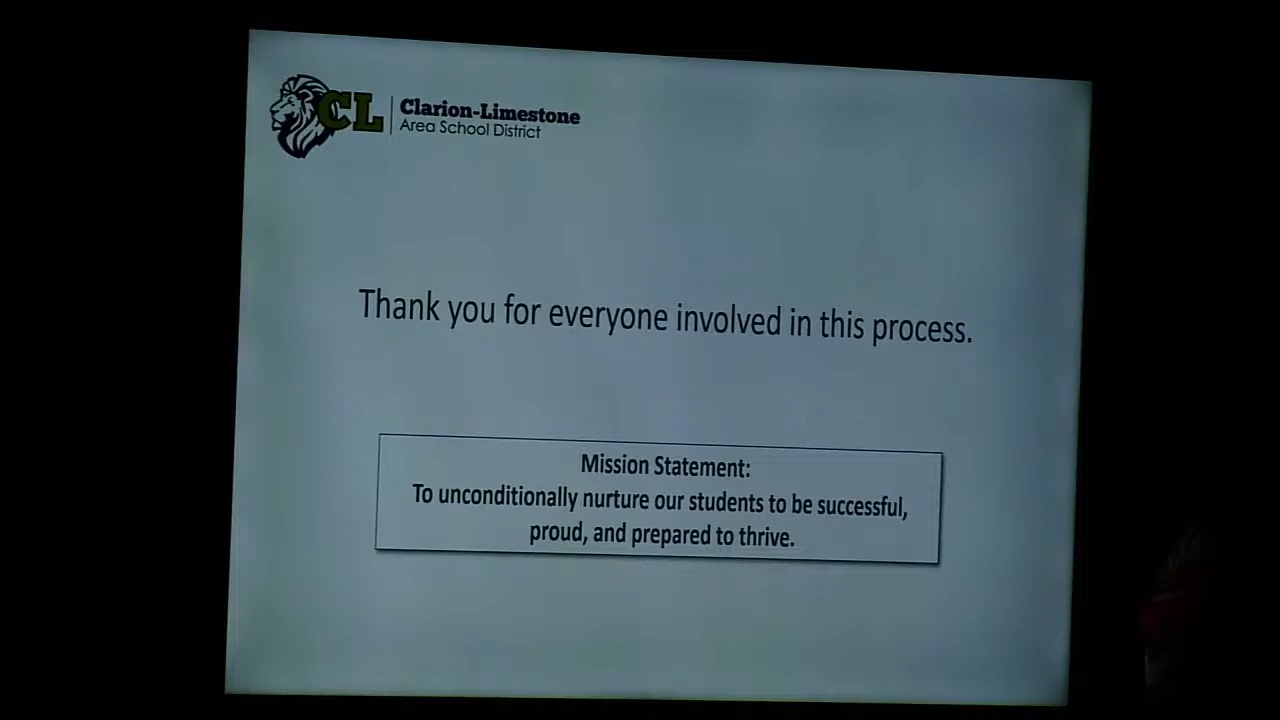 CL
Clarion-Limestone
Area School District
Thank you for everyone involved in this process.
Mission Statement:
To unconditionally nurture our students to be successful,
proud, and prepared to thrive.